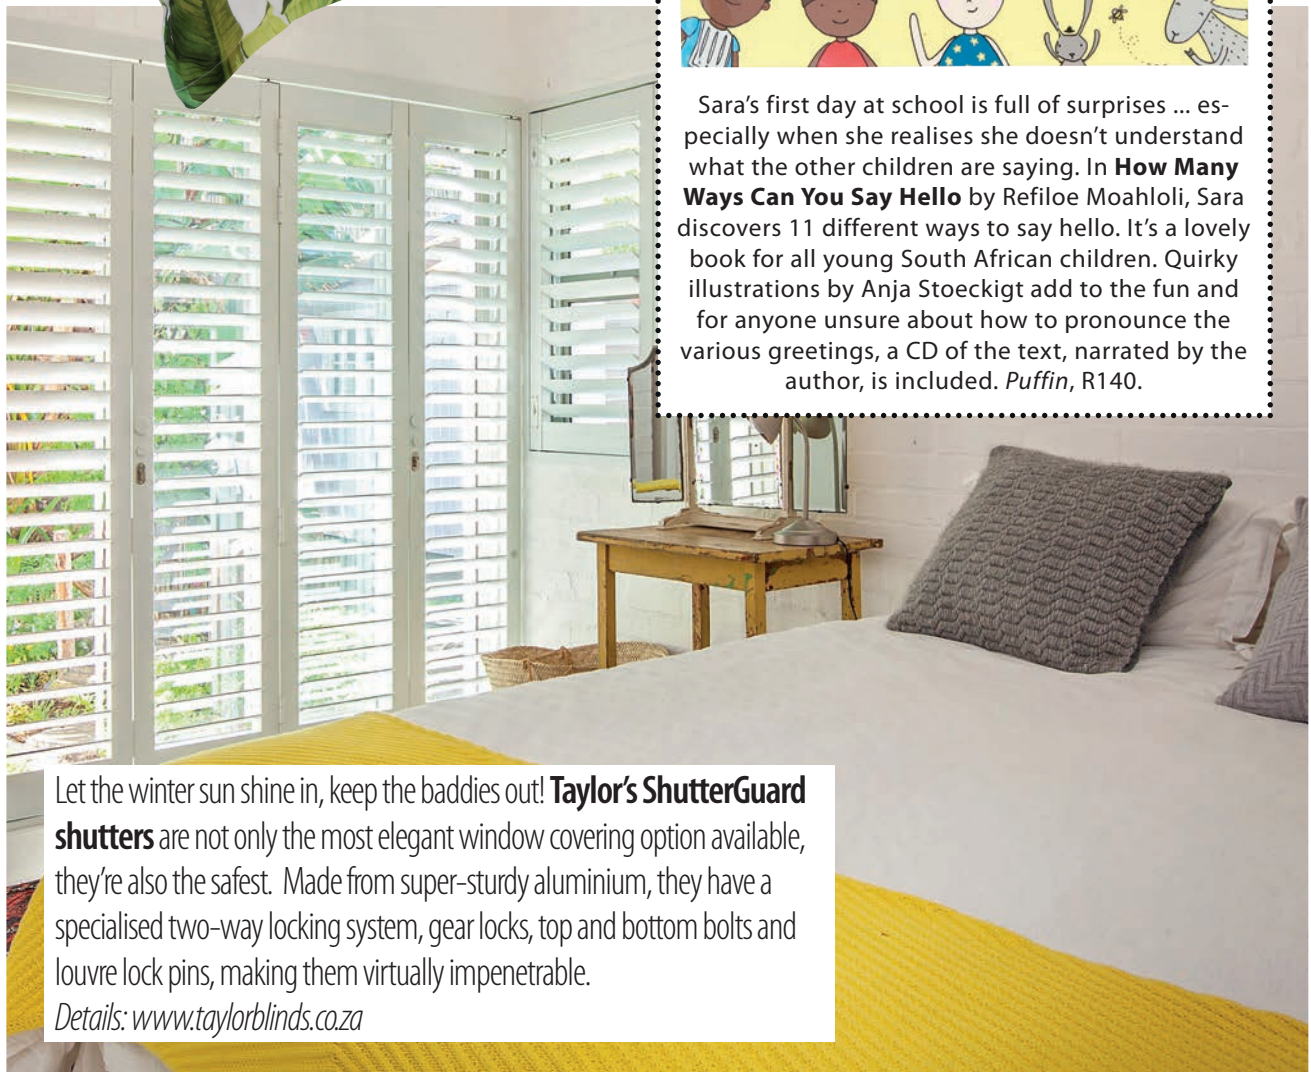 Sara’s first day at school is full of surprises ... es-
pecially when she realises she doesn’t understand
what the other children are saying. In How Many
Ways Can You Say Hello by Refiloe Moahloli, Sara
discovers 11 different ways to say hello. It’s a lovely
book for all young South African children. Quirky
illustrations by Anja Stoeckigt add to the fun and
for anyone unsure about how to pronounce the
various greetings, a CD of the text, narrated by the
author, is included. Puffin, R140.
Let the winter sun shine in, keep the baddies out! Taylor’s ShutterGuard
shutters are not only the most elegant window covering option available,
they’re also the safest.  Made from super-sturdy aluminium, they have a
specialised two-way locking system, gear locks, top and bottom bolts and
louvre lock pins, making them virtually impenetrable.
Details: www.taylorblinds.co.za